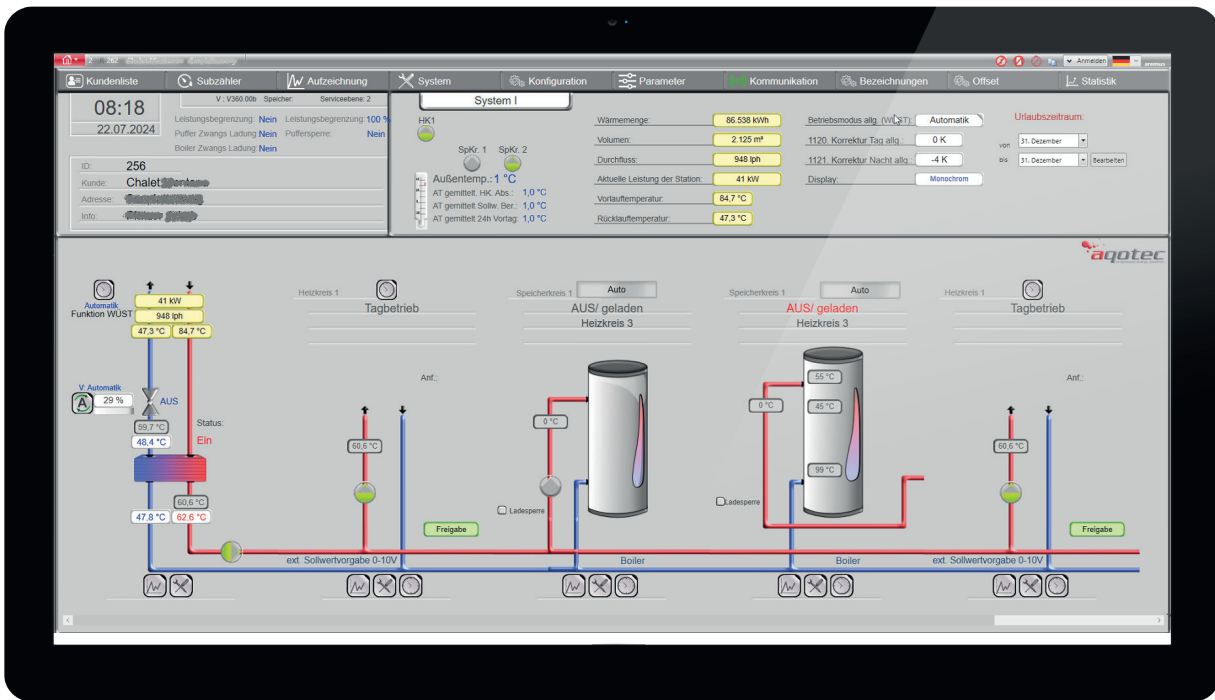 262
Anmelden
Kundenliste Subzähler Aufzeichnung System Konfiguration Parameter Kommunikation Bezeichnungen Offset Statistik
08:18
22.07.2024
V : V360.00b Speicher: Serviceebene: 2
Leistungsbegrenzung: Nein Leistungsbegrenzung: 100 %
Puffer Zwangs Ladung: Nein Puffersperre: Nein
Boiler Zwangs Ladung: Nein
ID: 256
Kunde: Chalet
Adresse:
Info:
System I
HK1
SpKr. 1 SpKr. 2
Außentemp.: 1 °C
AT gemittelt. HK. Abs.: 1,0 °C
AT gemittelt Sollw. Ber.: 1,0 °C
AT gemittelt 24h Vortag: 1,0 °C
Wärmemenge: 86.538 kWh
Volumen: 2.125 m³
Durchfluss: 948 lph
Aktuelle Leistung der Station: 41 kW
Vorlauftemperatur: 84,7 °C
Rücklauftemperatur: 47,3 °C
Betriebsmodus allg. (WÜST): Automatik
1120. Korrektur Tag allg.: 0 K
1121. Korrektur Nacht allg.: -4 K
Display: Monochrom
Urlaubszeitraum:
von 31. Dezember
bis 31. Dezember Bearbeiten
aqotec
Automatik
Funktion WÜST
41 kW
948 lph
47,3 °C 84,7 °C
V: Automatik
A 29 %
AUS
59,7 °C
48,4 °C
Status:
Ein
60,6 °C
47,8 °C 62,6 °C
Heizkreis 1
Tagbetrieb
Anf.:
60,6 °C
Freigabe
ext. Sollwertvorgabe 0-10V
Speicherkreis 1 Auto
AUS/ geladen
Heizkreis 3
0 °C
Ladesperre
Boiler
Speicherkreis 1 Auto
AUS/ geladen
Heizkreis 3
55 °C
0 °C 45 °C
99 °C
Ladesperre
Boiler
Heizkreis 1
Tagbetrieb
Anf.:
60,6 °C
Freigabe
ext. Sollwertvorgabe 0-10V